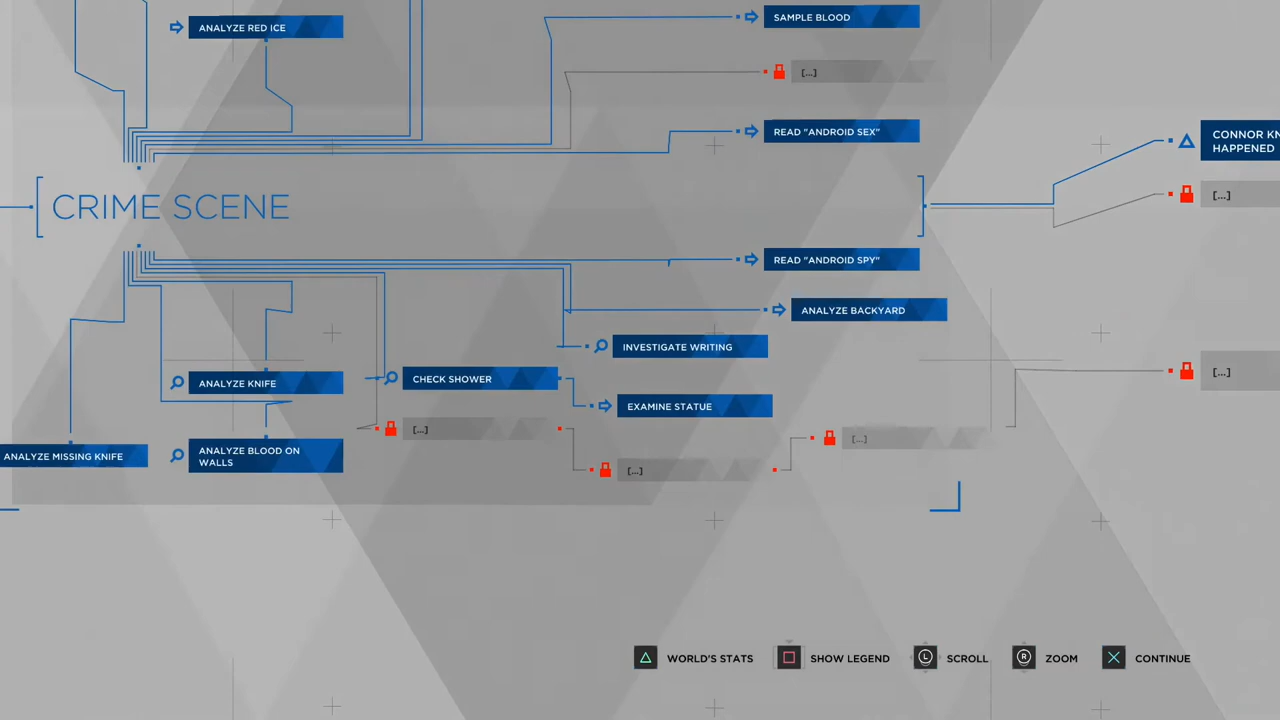 ANALYZE RED ICE
SAMPLE BLOOD
[...]
READ "ANDROID SEX"
CONNOR KN
HAPPENED
[...]
CRIME SCENE
READ "ANDROID SPY"
ANALYZE BACKYARD
INVESTIGATE WRITING
ANALYZE KNIFE
CHECK SHOWER
[...]
EXAMINE STATUE
[...]
[...]
ANALYZE MISSING KNIFE
ANALYZE BLOOD ON
WALLS
[...]
WORLD'S STATS
SHOW LEGEND
L SCROLL
R ZOOM
CONTINUE